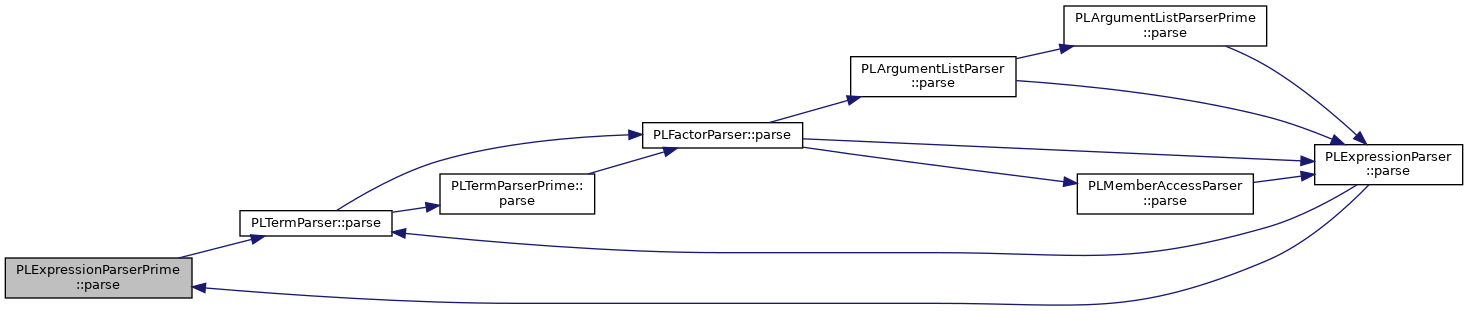 PLArgumentListParserPrime
::parse
PLArgumentListParser
::parse
PLFactorParser::parse
PLExpressionParser
::parse
PLTermParserPrime::
parse
PLMemberAccessParser
::parse
PLTermParser::parse
PLExpressionParserPrime
::parse